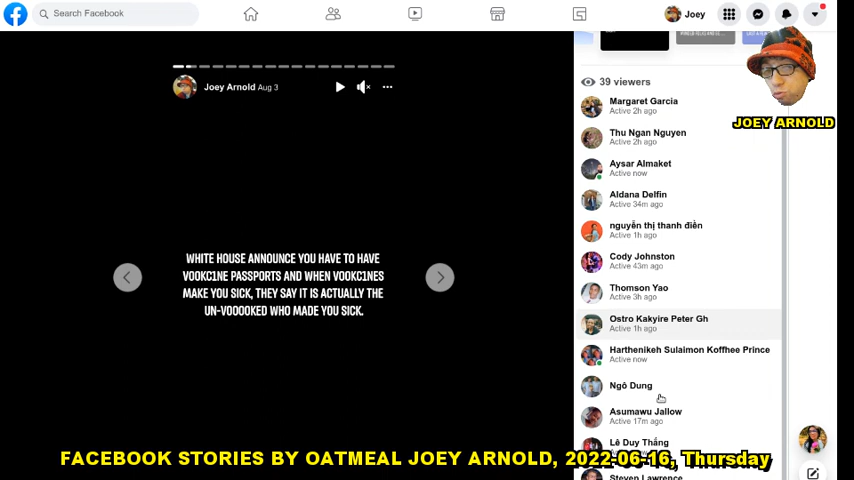 Search Facebook
Joey
Joey Arnold Aug 3
WHITE HOUSE ANNOUNCE YOU HAVE TO HAVE
VOOKC1NE PASSPORTS AND WHEN VOOKC1NES
MAKE YOU SICK, THEY SAY IT IS ACTUALLY THE
UN-VOOOOKED WHO MADE YOU SICK.
39 viewers
Margaret Garcia
Active 2h ago
Thu Ngan Nguyen
Active 2h ago
Aysar Almaket
Active now
Aldana Delfin
Active 34m ago
nguyễn thị thanh điền
Active 1h ago
Cody Johnston
Active 43m ago
Thomson Yao
Active 3h ago
Ostro Kakyire Peter Gh
Active 1h ago
Harthenikeh Sulaimon Koffhee Prince
Active now
Ngô Dung
Asumawu Jallow
Active 17m ago
Lê Duy Thắng
Steven Lawrence
JOEY ARNOLD
FACEBOOK STORIES BY OATMEAL JOEY ARNOLD, 2022-06-16, Thursday